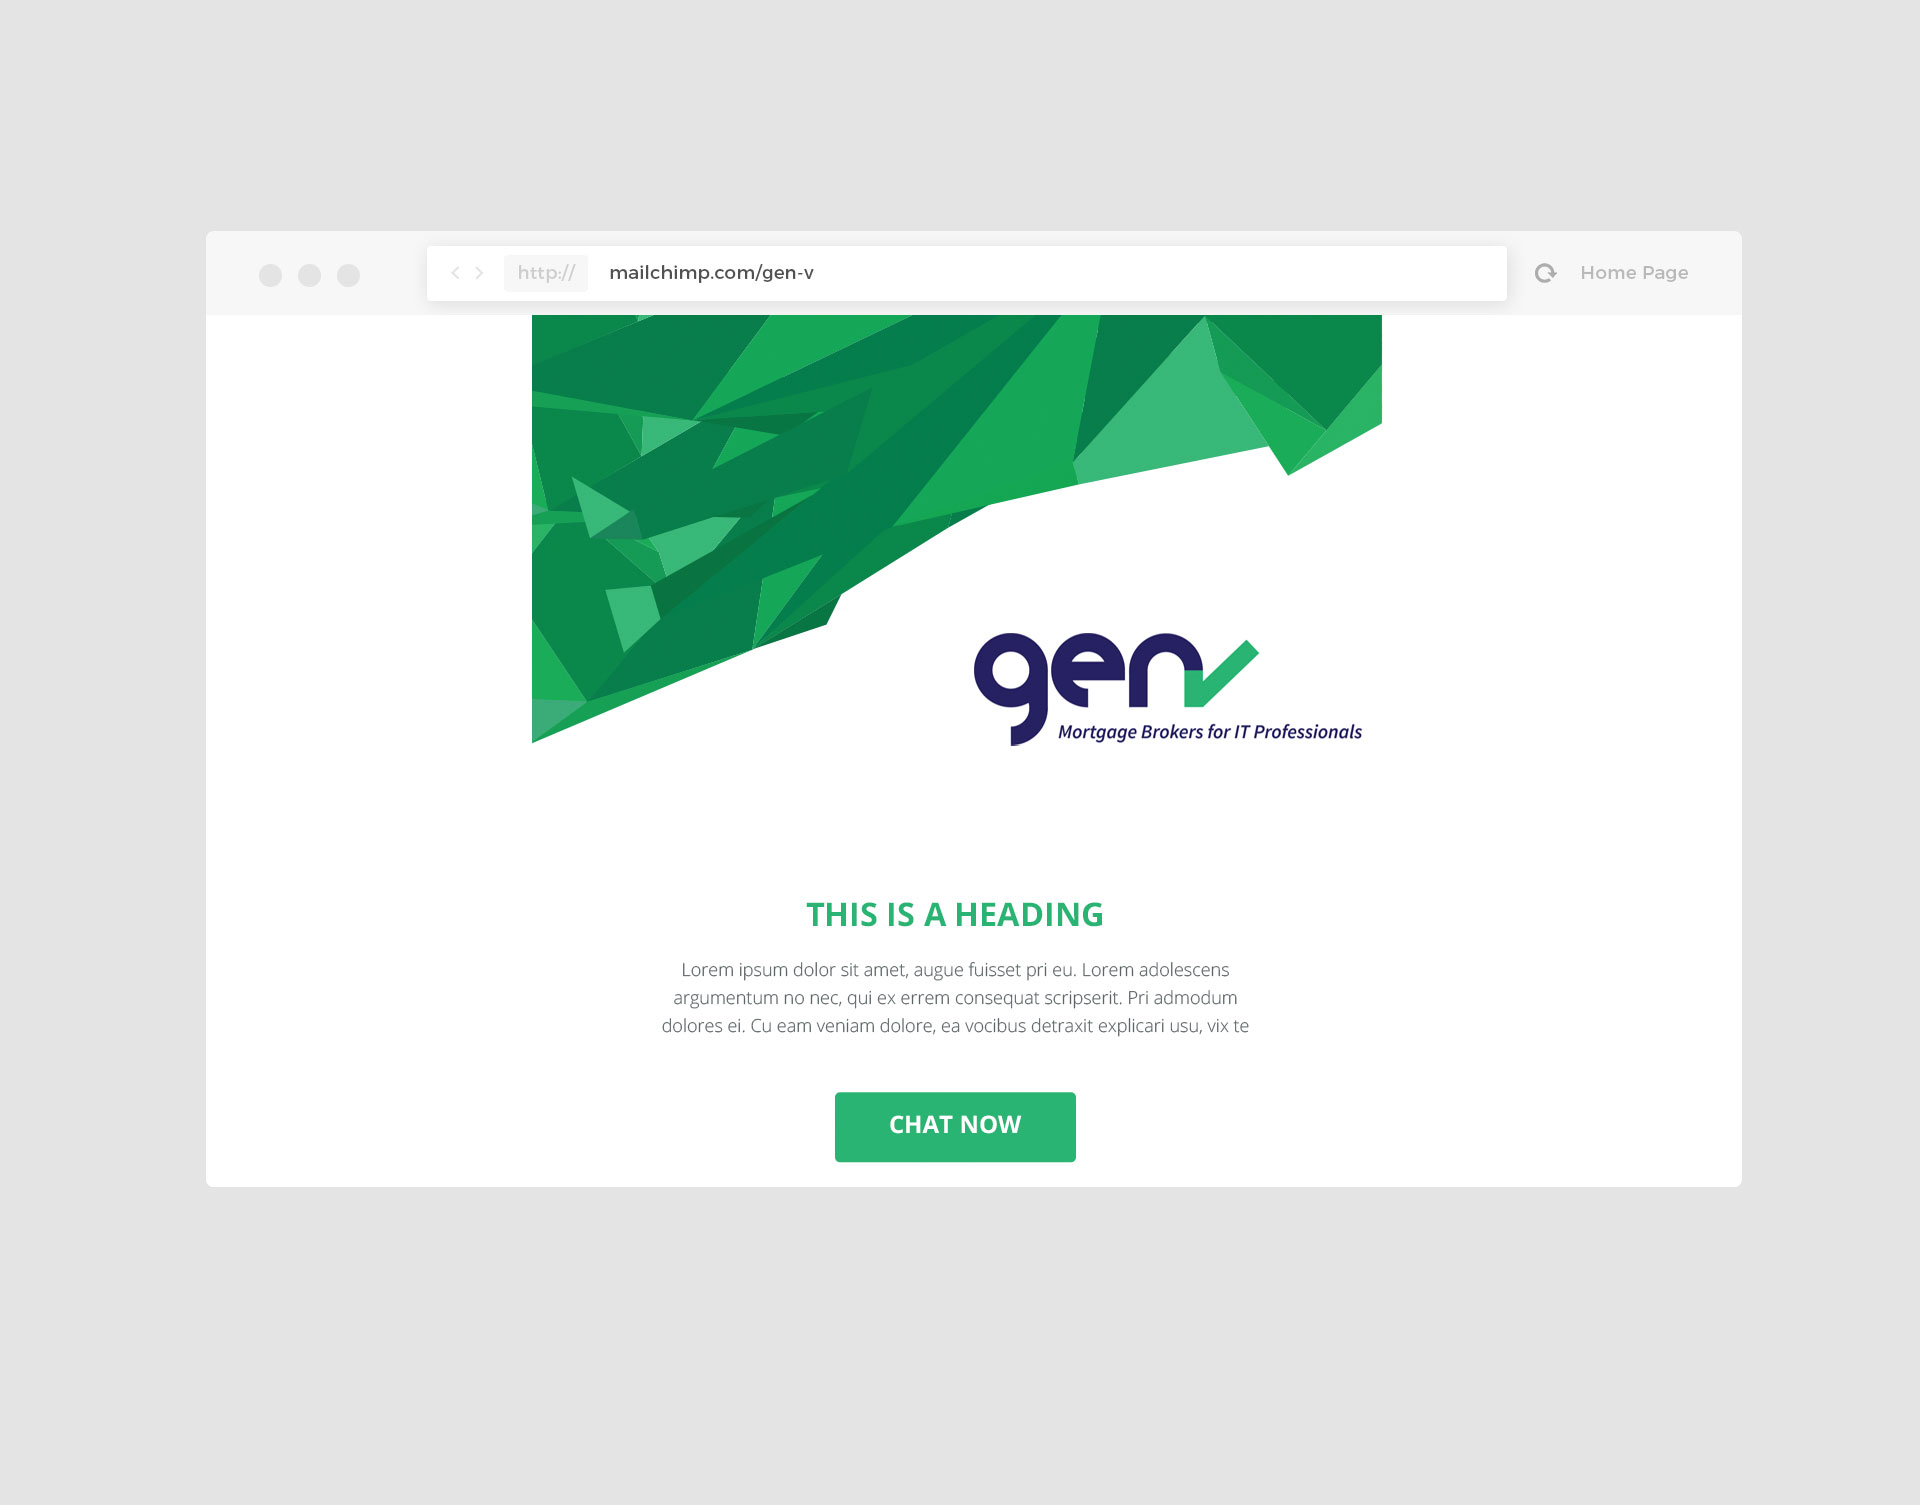 http:// mailchimp.com/gen-v Home Page
gen
Mortgage Brokers for IT Professionals
THIS IS A HEADING
Lorem ipsum dolor sit amet, augue fuisset pri eu. Lorem adolescens
argumentum no nec, qui ex errem consequat scripserit. Pri admodum
dolores ei. Cu eam veniam dolore, ea vocibus detraxit explicari usu, vix te
CHAT NOW